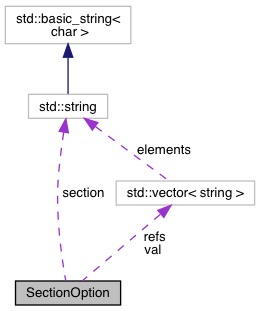 std::basic_string<
char >
std::string
elements
section
std::vector< string >
refs
val
SectionOption